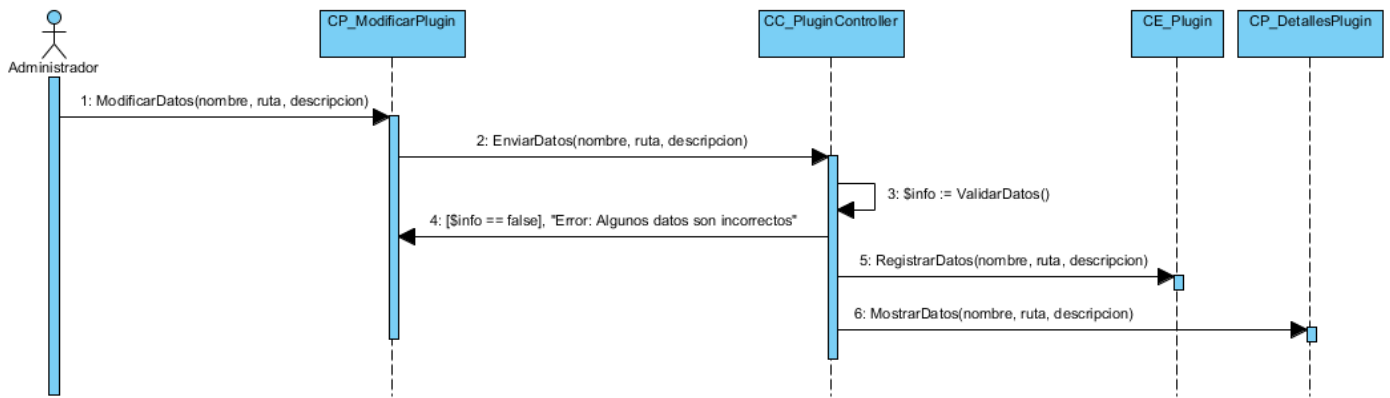 CP_ModificarPlugin
CC_PluginController
CE_Plugin
CP_DetallesPlugin
Administrador
1: ModificarDatos(nombre, ruta, descripcion)
2: EnviarDatos(nombre, ruta, descripcion)
3: $info := ValidarDatos()
4: [$info == false], "Error: Algunos datos son incorrectos"
5: RegistrarDatos(nombre, ruta, descripcion)
6: MostrarDatos(nombre, ruta, descripcion)